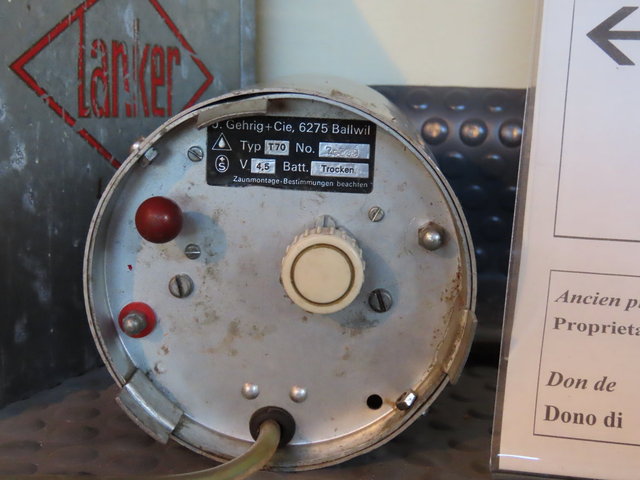 Lanker
J. Gehrig+Cie, 6275 Ballwil
Typ T70 No.
V 4,5 Batt. Trocken
Zaunmontage-Bestimmungen beachten
Ancien
Proprieta
Don de
Dono di